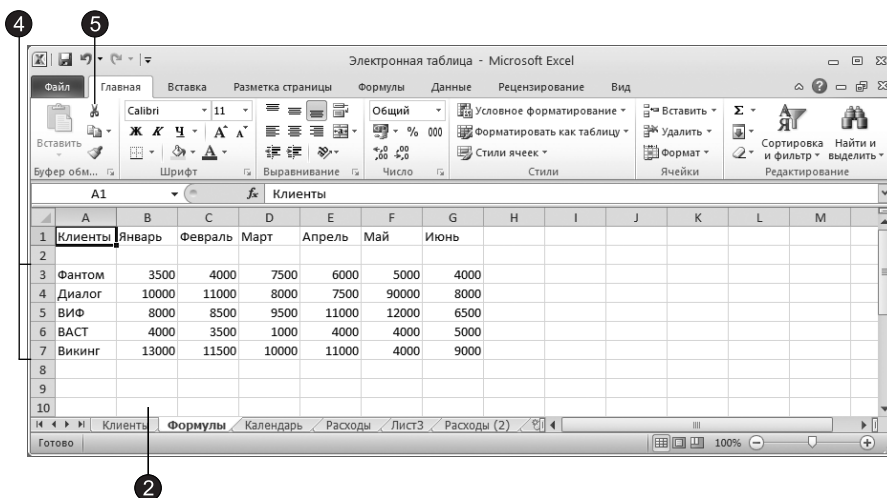 4 5
Электронная таблица - Microsoft Excel
Файл Главная Вставка Разметка страницы Формулы Данные Рецензирование Вид
Calibri 11 Общий Условное форматирование Вставить Σ
Вставить Ж К Ч А А % 000 Форматировать как таблицу Удалить Сортировка и фильтр Найти и выделить
А ,00 Стили ячеек Формат
Буфер обм... Шрифт Выравнивание Число Стили Ячейки Редактирование
A1 fx Клиенты
A B C D E F G H I J K L M
1 Клиенты Январь Февраль Март Апрель Май Июнь
2
3 Фантом 3500 4000 7500 6000 5000 4000
4 Диалог 10000 11000 8000 7500 90000 8000
5 ВИФ 8000 8500 9500 11000 12000 6500
6 ВАСТ 4000 3500 1000 4000 4000 5000
7 Викинг 13000 11500 10000 11000 4000 9000
8
9
10
Клиенты Формулы Календарь Расходы Лист3 Расходы (2)
Готово 100%
2